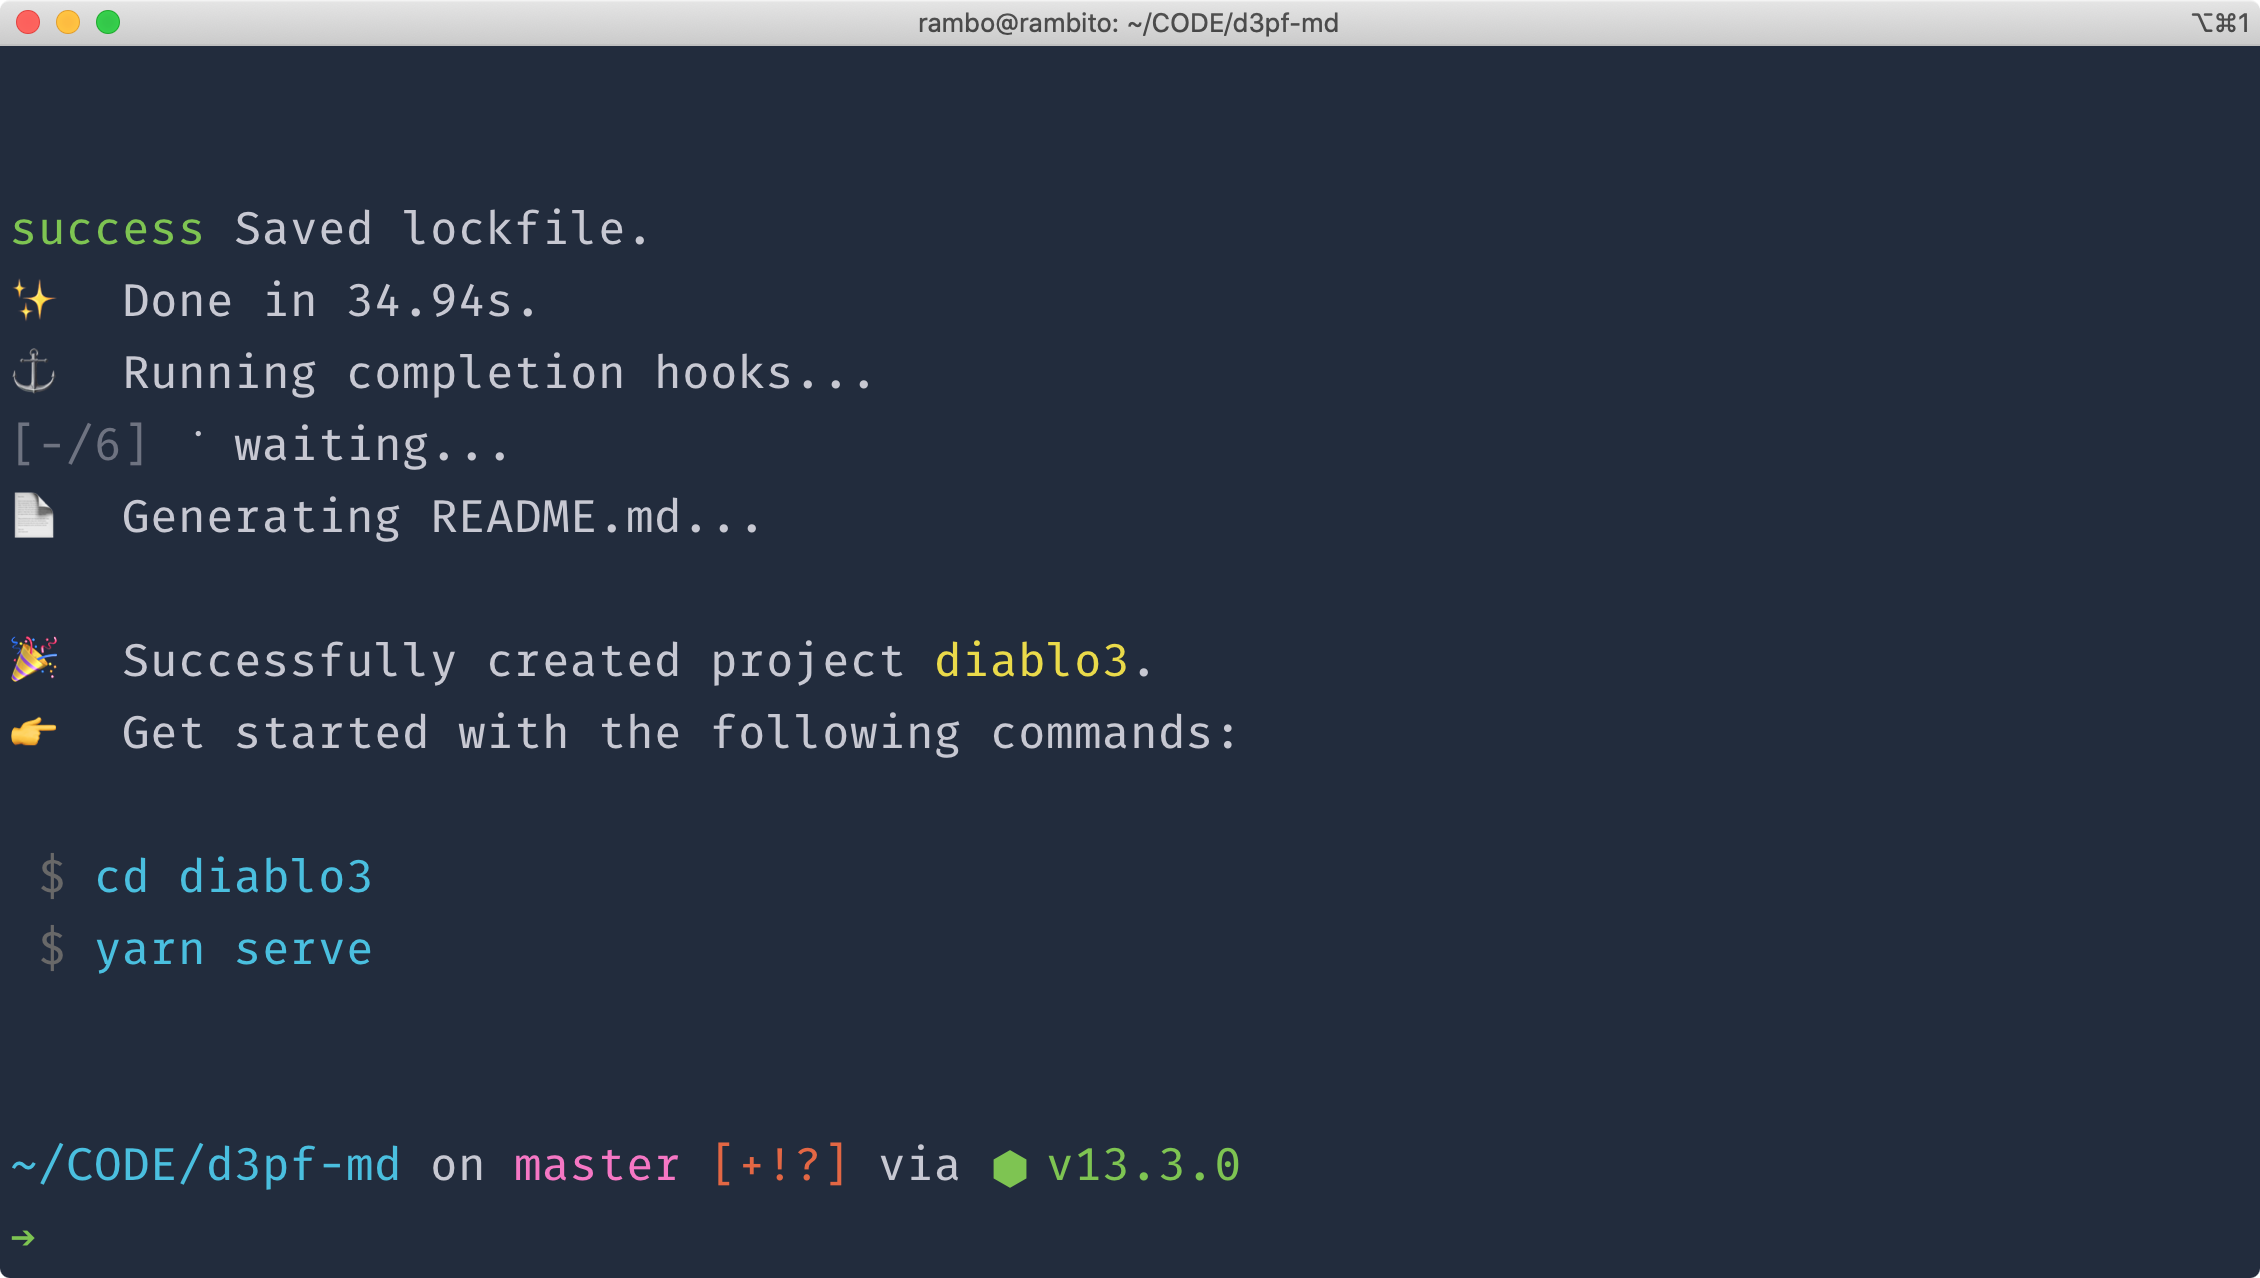 rambo@rambito: ~/CODE/d3pf-md
⌥⌘1
success Saved lockfile.
✨ Done in 34.94s.
⚓ Running completion hooks...
[-/6] ⠁ waiting...
📄 Generating README.md...
🎉 Successfully created project diablo3.
👉 Get started with the following commands:
$ cd diablo3
$ yarn serve
~/CODE/d3pf-md on master [+!?] via ⬢ v13.3.0
➔